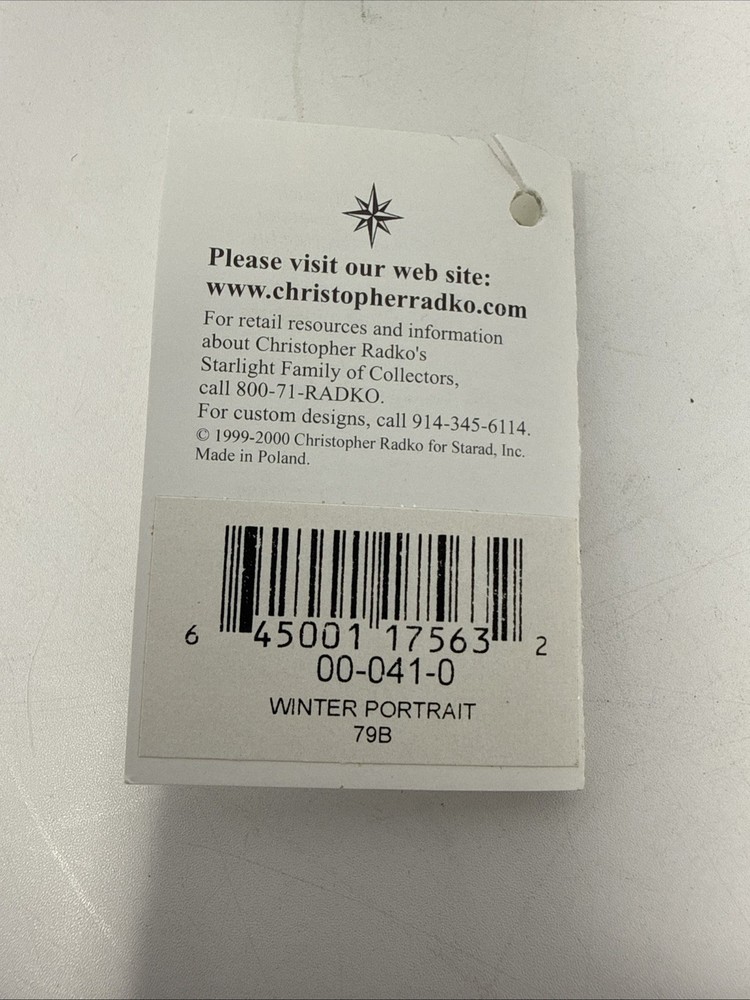 Please visit our web site:
www.christopherradko.com
For retail resources and information
about Christopher Radko's
Starlight Family of Collectors,
call 800-71-RADKO.
For custom designs, call 914-345-6114.
© 1999-2000 Christopher Radko for Starad, Inc.
Made in Poland.
6 45001 17563 2
00-041-0
WINTER PORTRAIT
79B